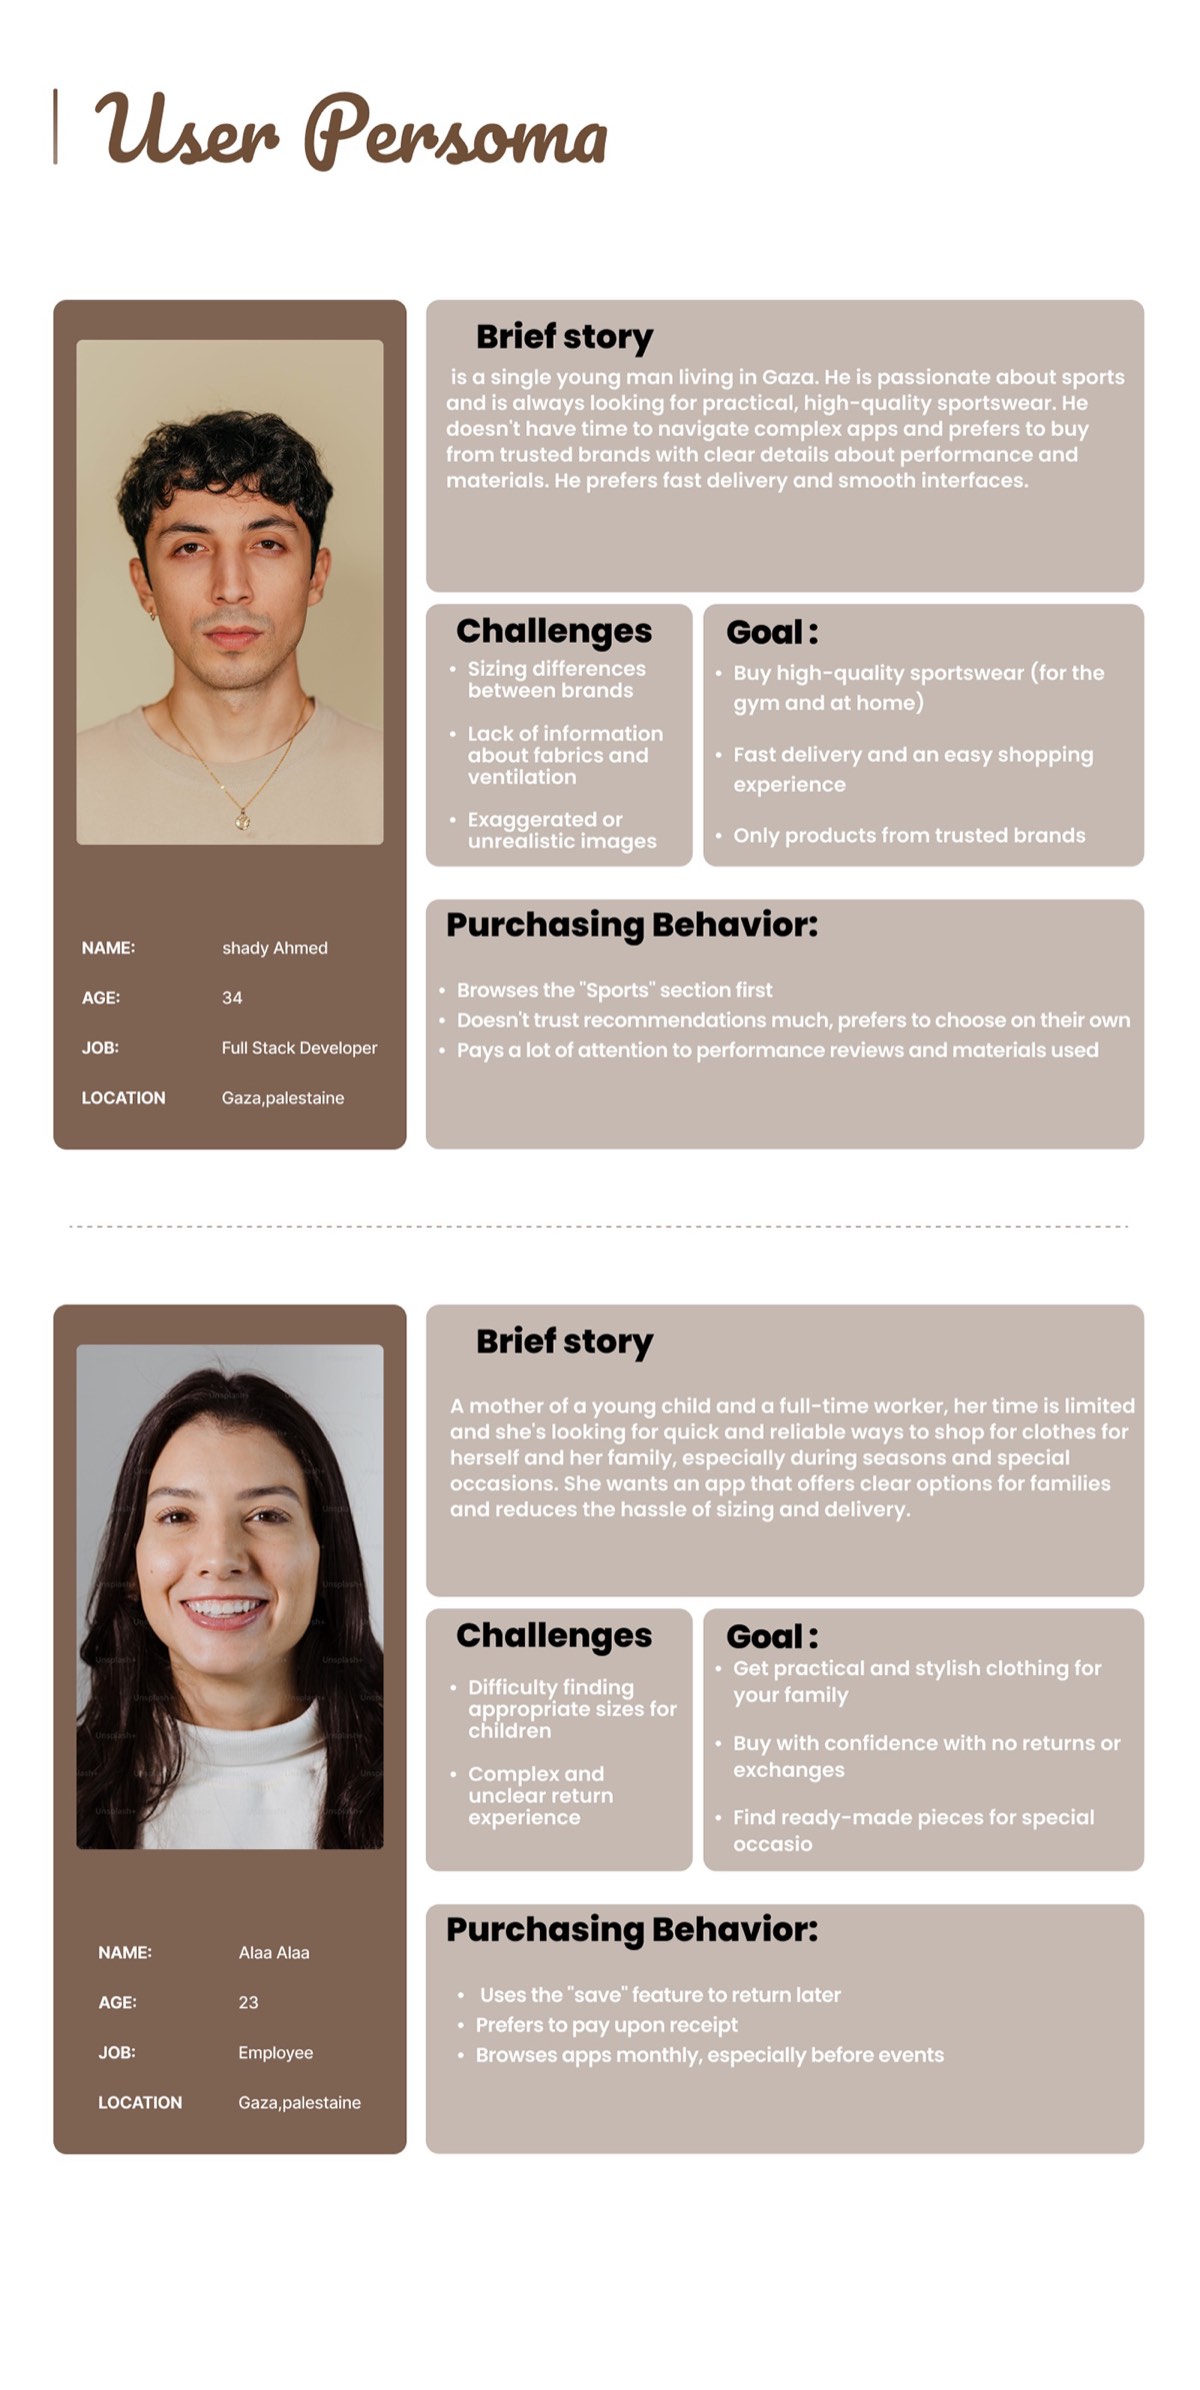 User Persoma
Brief story
is a single young man living in Gaza. He is passionate about sports
and is always looking for practical, high-quality sportswear. He
doesn't have time to navigate complex apps and prefers to buy
from trusted brands with clear details about performance and
materials. He prefers fast delivery and smooth interfaces.
Challenges
• Sizing differences
between brands
• Lack of information
about fabrics and
ventilation
• Exaggerated or
unrealistic images
Goal :
• Buy high-quality sportswear (for the
gym and at home)
• Fast delivery and an easy shopping
experience
• Only products from trusted brands
NAME: shady Ahmed
AGE: 34
JOB: Full Stack Developer
LOCATION Gaza,palestaine
Purchasing Behavior:
• Browses the "Sports" section first
• Doesn't trust recommendations much, prefers to choose on their own
• Pays a lot of attention to performance reviews and materials used
Brief story
A mother of a young child and a full-time worker, her time is limited
and she's looking for quick and reliable ways to shop for clothes for
herself and her family, especially during seasons and special
occasions. She wants an app that offers clear options for families
and reduces the hassle of sizing and delivery.
Challenges
• Difficulty finding
appropriate sizes for
children
• Complex and
unclear return
experience
Goal :
• Get practical and stylish clothing for
your family
• Buy with confidence with no returns or
exchanges
• Find ready-made pieces for special
occasio
NAME: Alaa Alaa
AGE: 23
JOB: Employee
LOCATION Gaza,palestaine
Purchasing Behavior:
• Uses the "save" feature to return later
• Prefers to pay upon receipt
• Browses apps monthly, especially before events